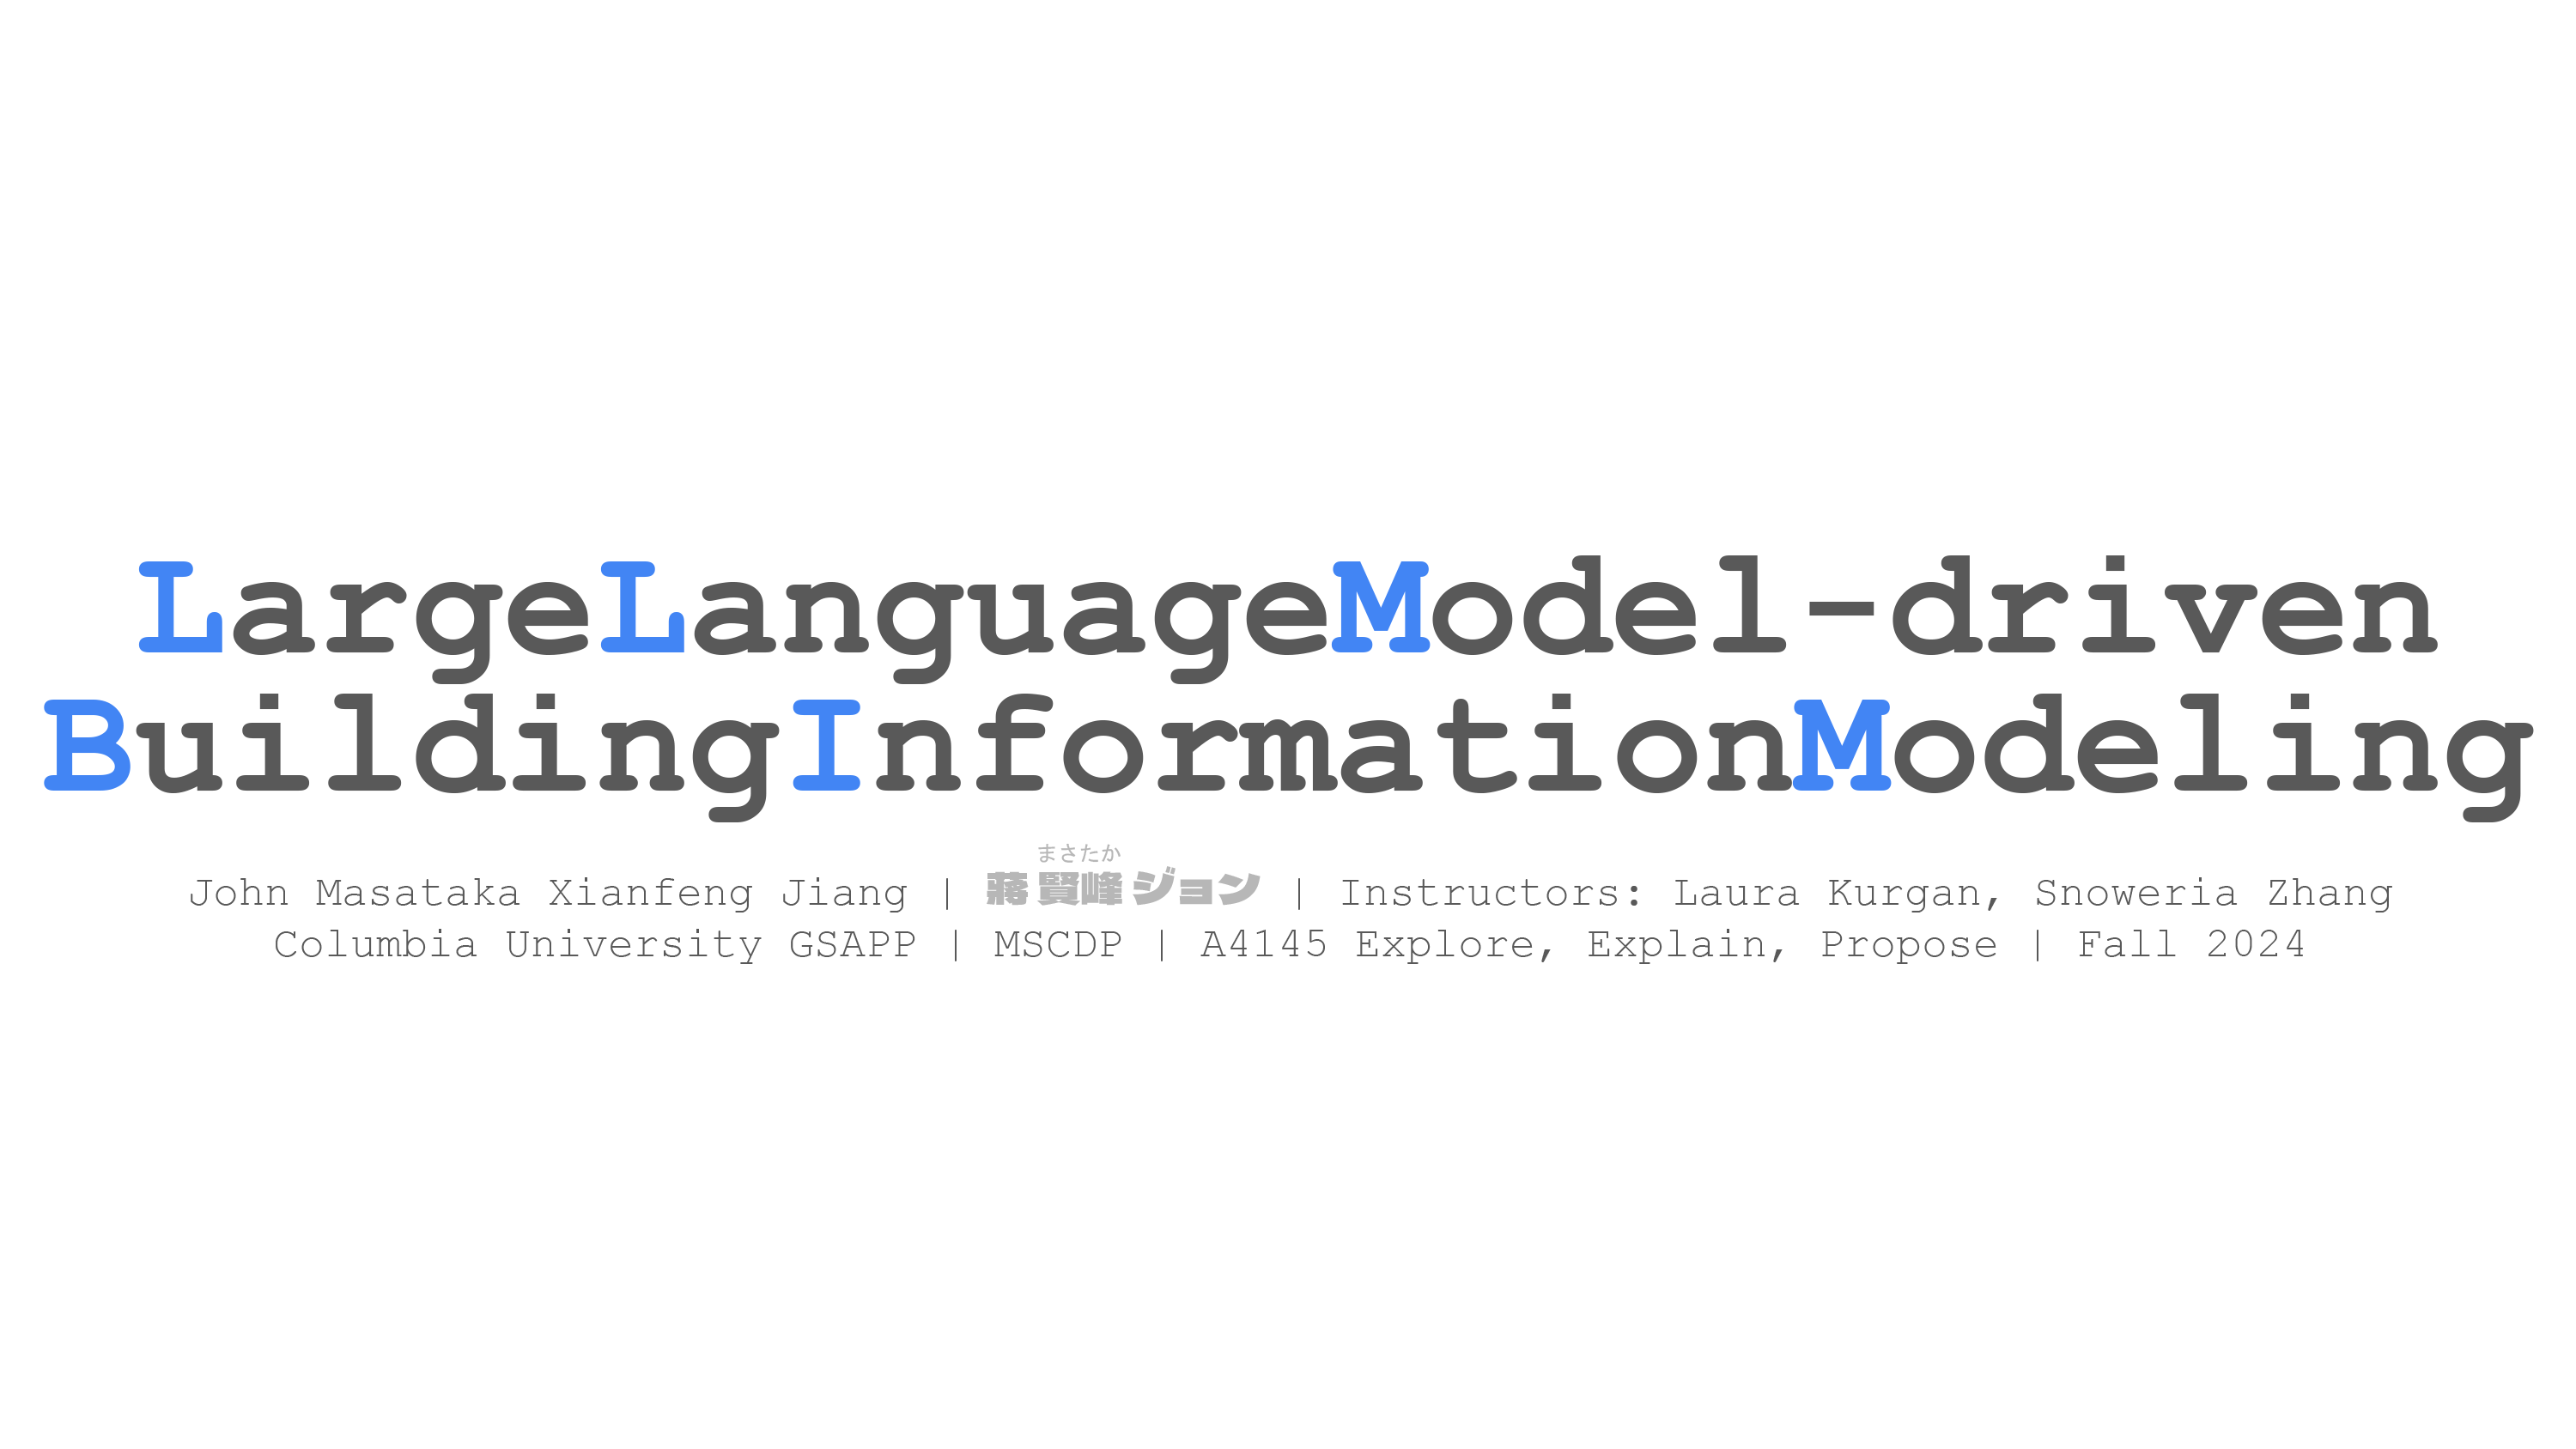 LargeLanguageModel-driven
BuildingInformationModeling
まさたか
John Masataka Xianfeng Jiang | 蔣 賢峰 ジョン | Instructors: Laura Kurgan, Snoweria Zhang
Columbia University GSAPP | MSCDP | A4145 Explore, Explain, Propose | Fall 2024